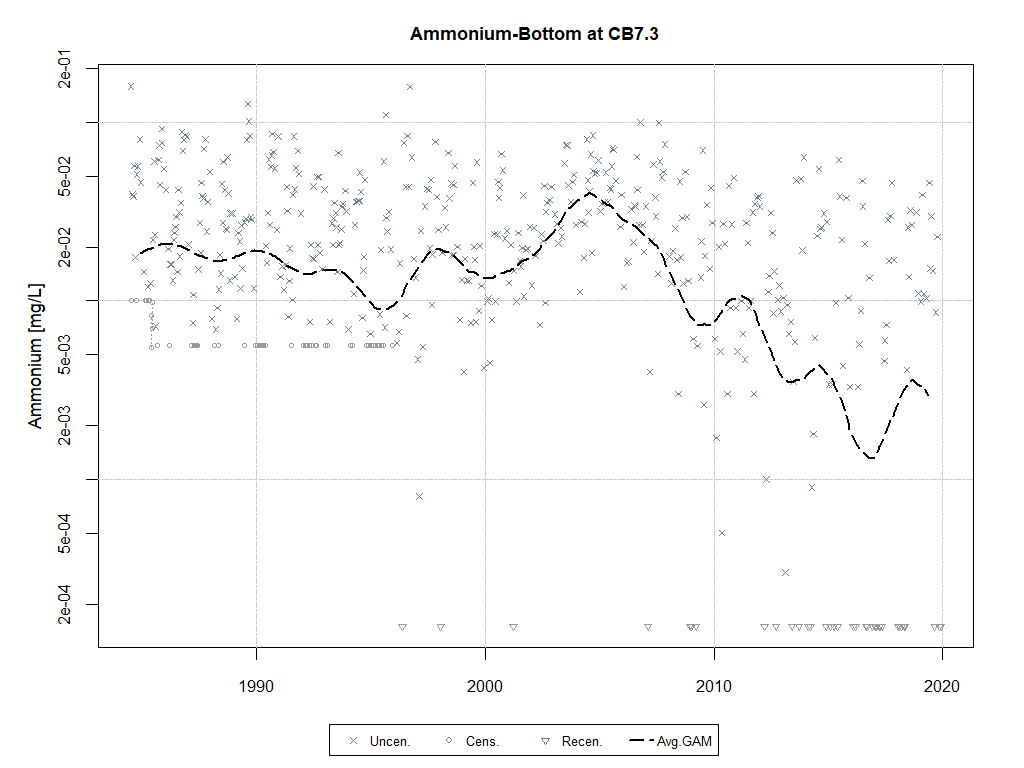 Ammonium-Bottom at CB7.3
Ammonium [mg/L]
2e-01
5e-02
2e-02
5e-03
2e-03
5e-04
2e-04
1990 2000 2010 2020
Uncen. Cens. Recen. Avg.GAM